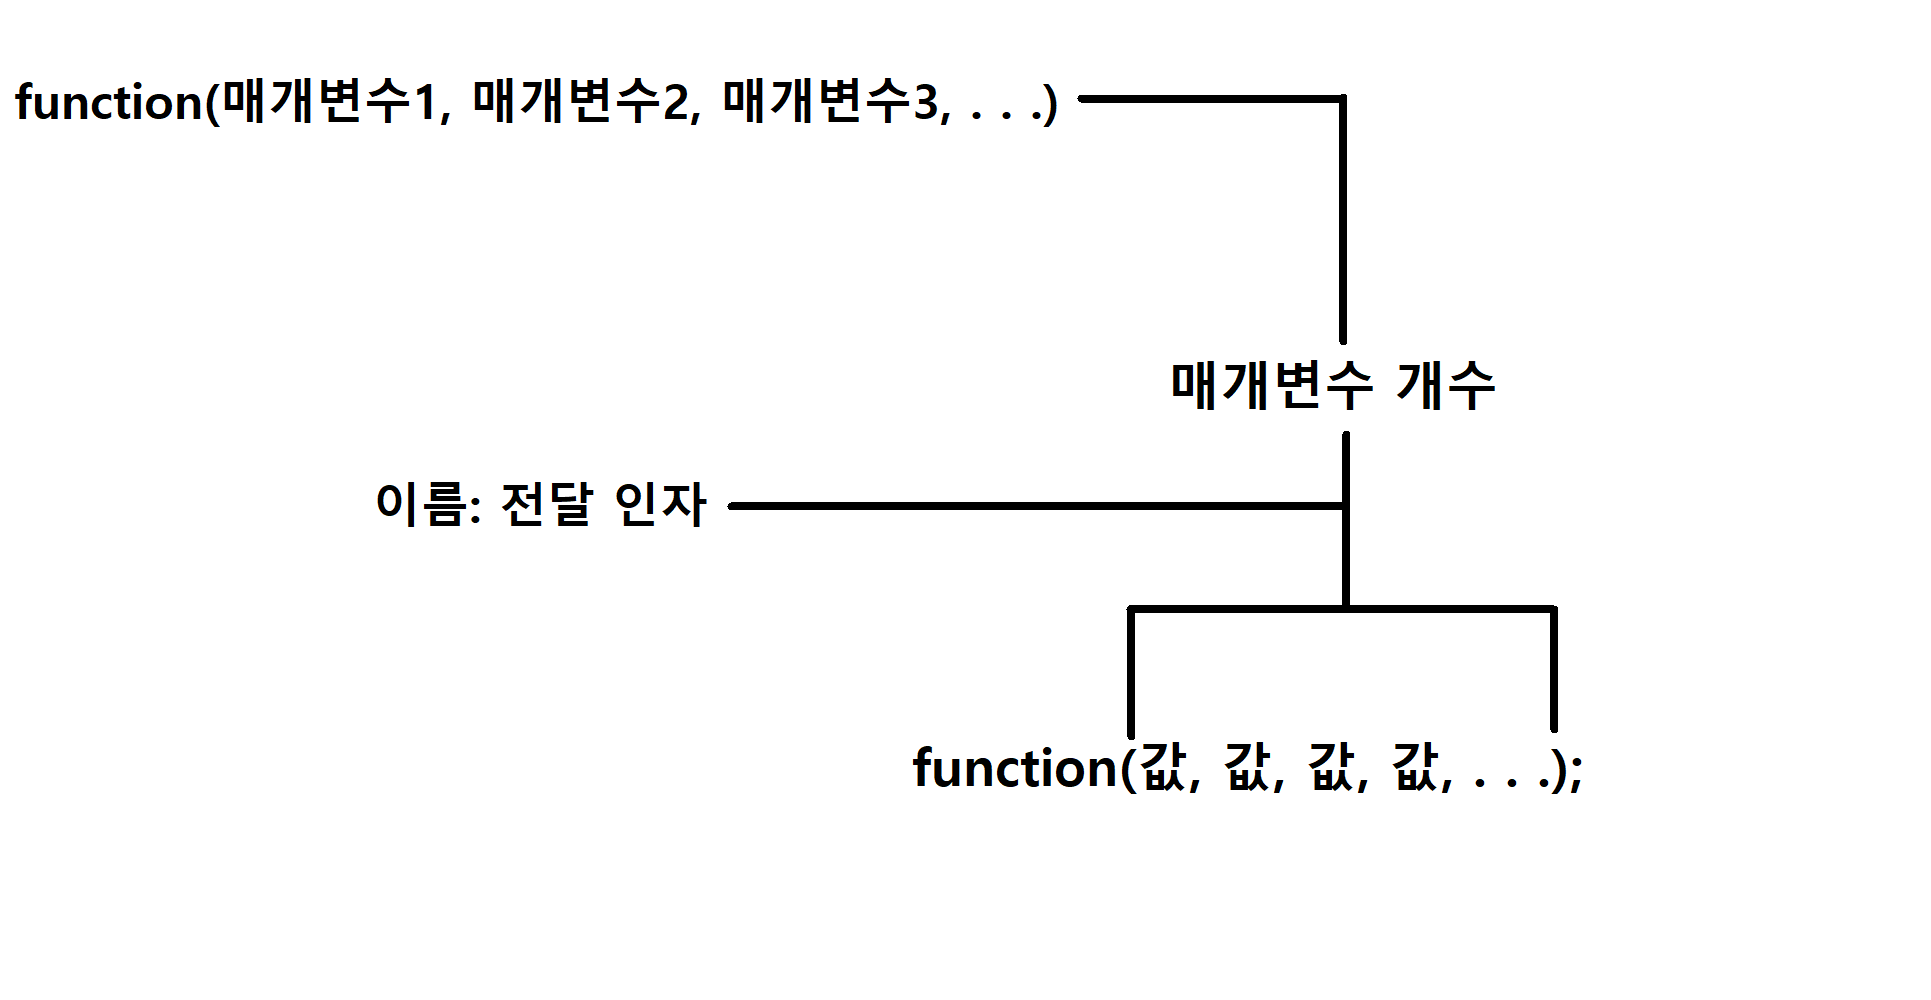 function(매개변수1, 매개변수2, 매개변수3, . . .)
매개변수 개수
이름: 전달 인자
function(값, 값, 값, 값, . . .);